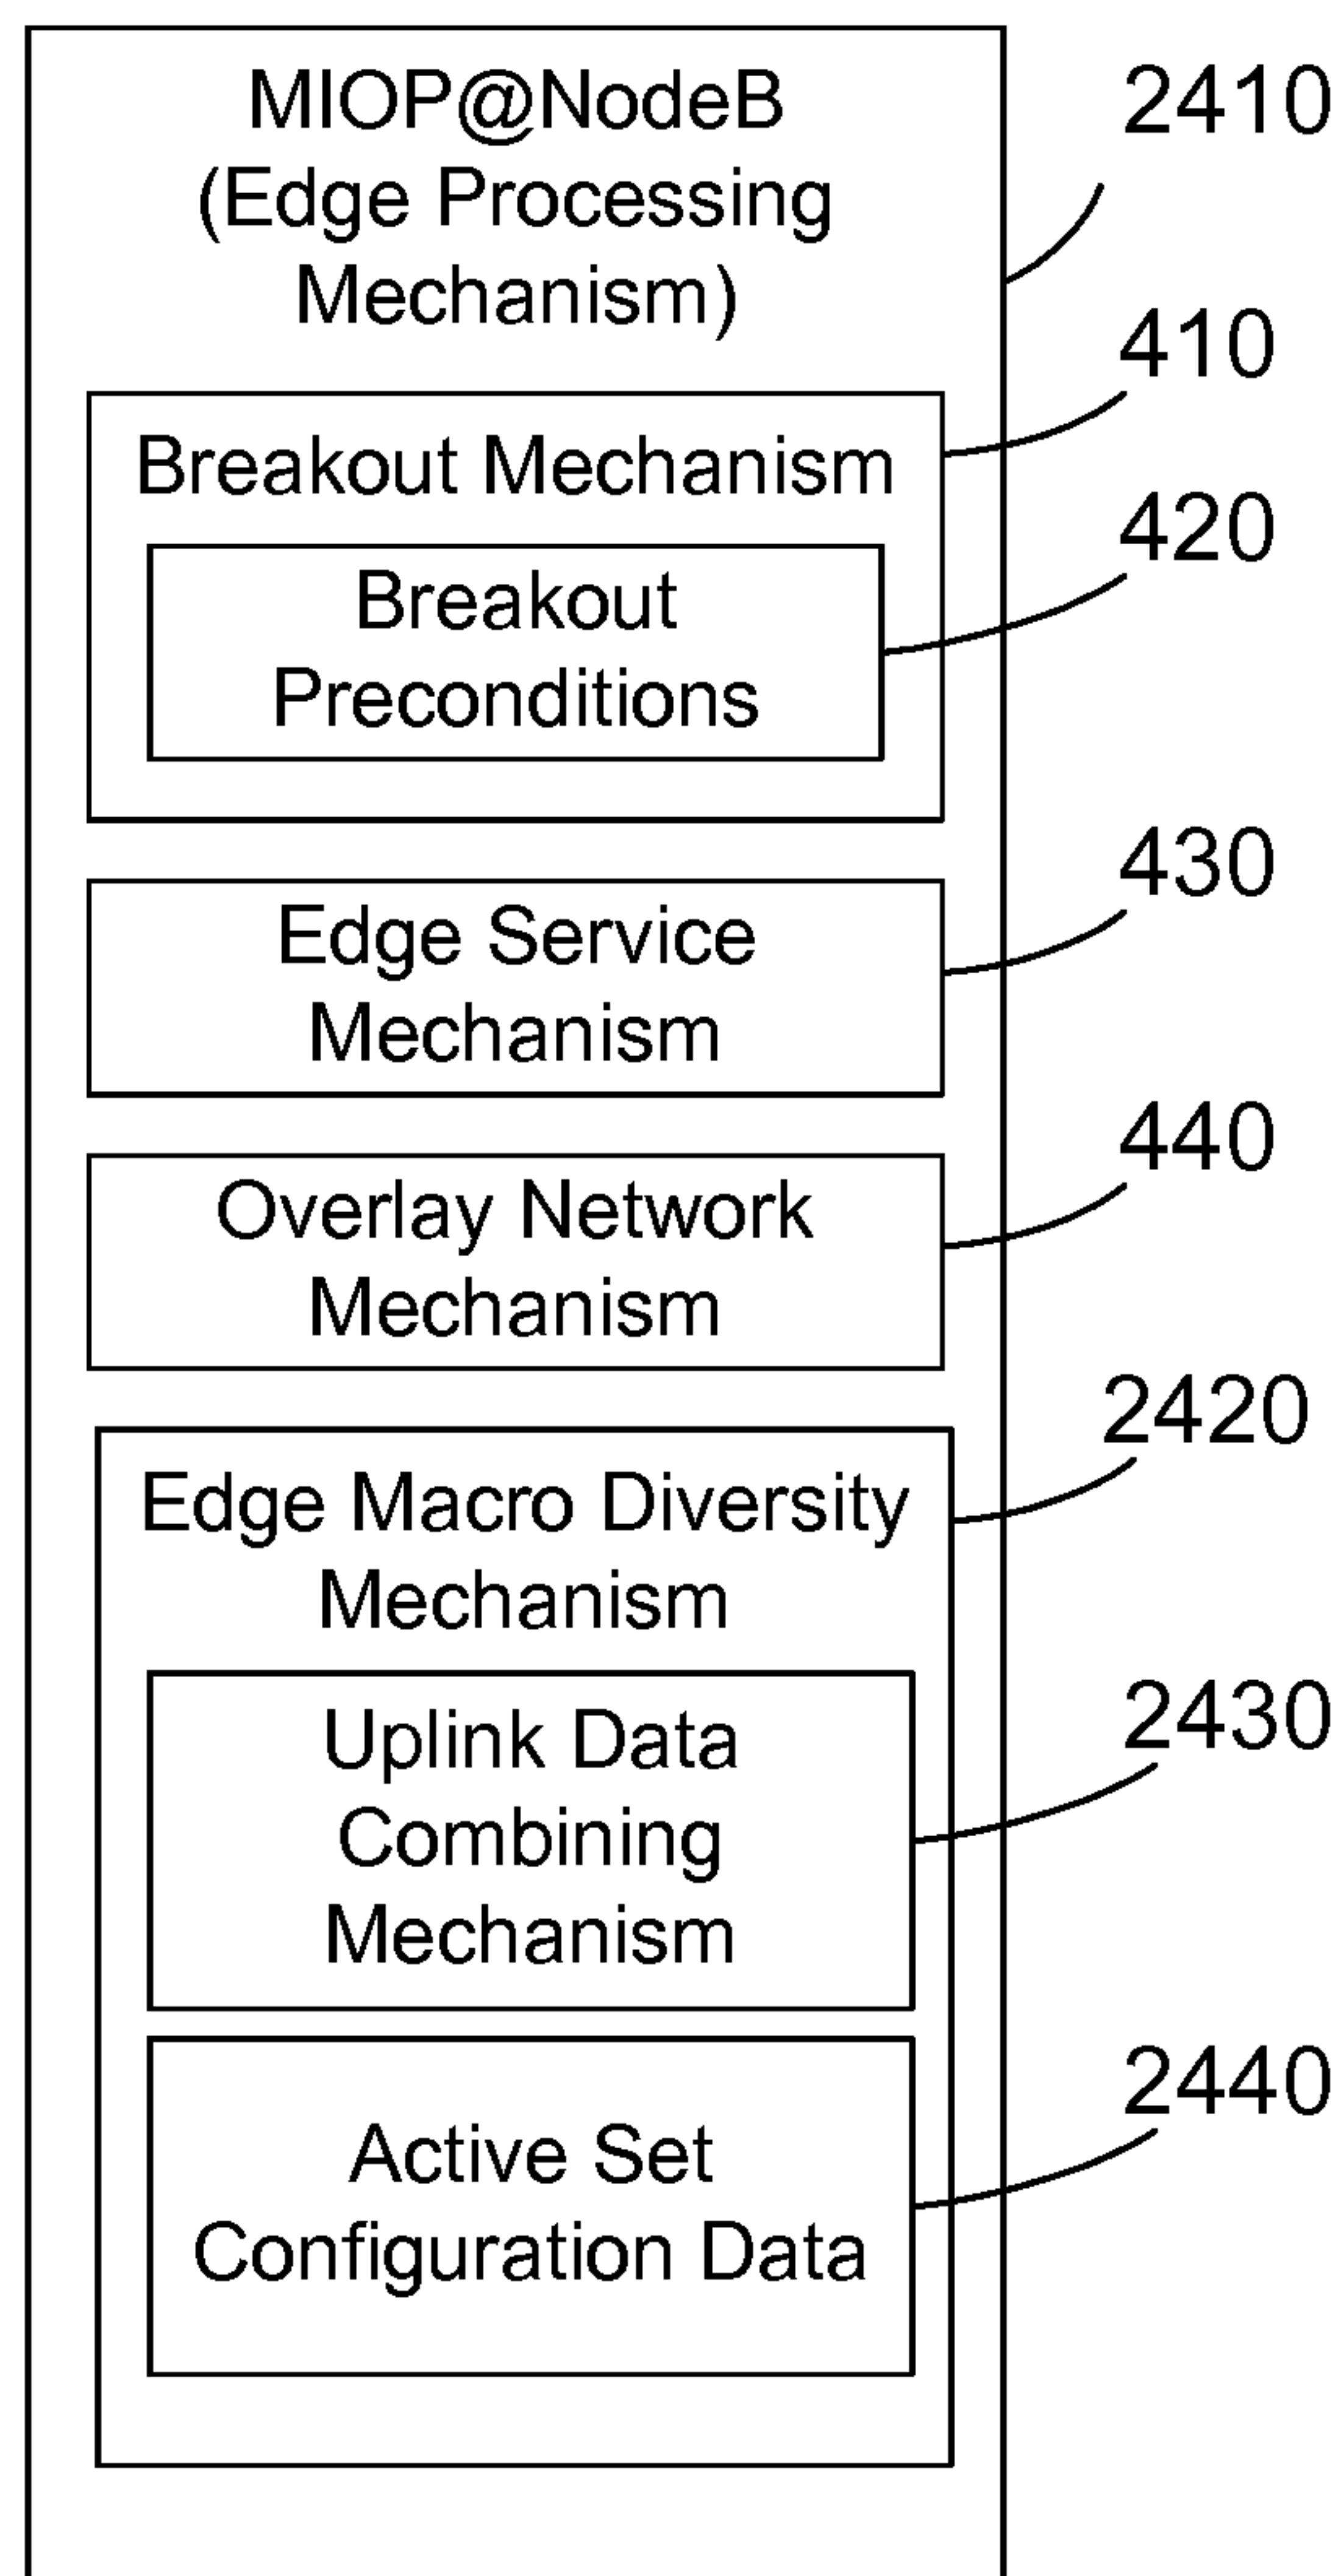 MIOP@NodeB
(Edge Processing
Mechanism)
2410
Breakout Mechanism
410
Breakout
Preconditions
420
Edge Service
Mechanism
430
Overlay Network
Mechanism
440
Edge Macro Diversity
Mechanism
2420
Uplink Data
Combining
Mechanism
2430
Active Set
Configuration Data
2440